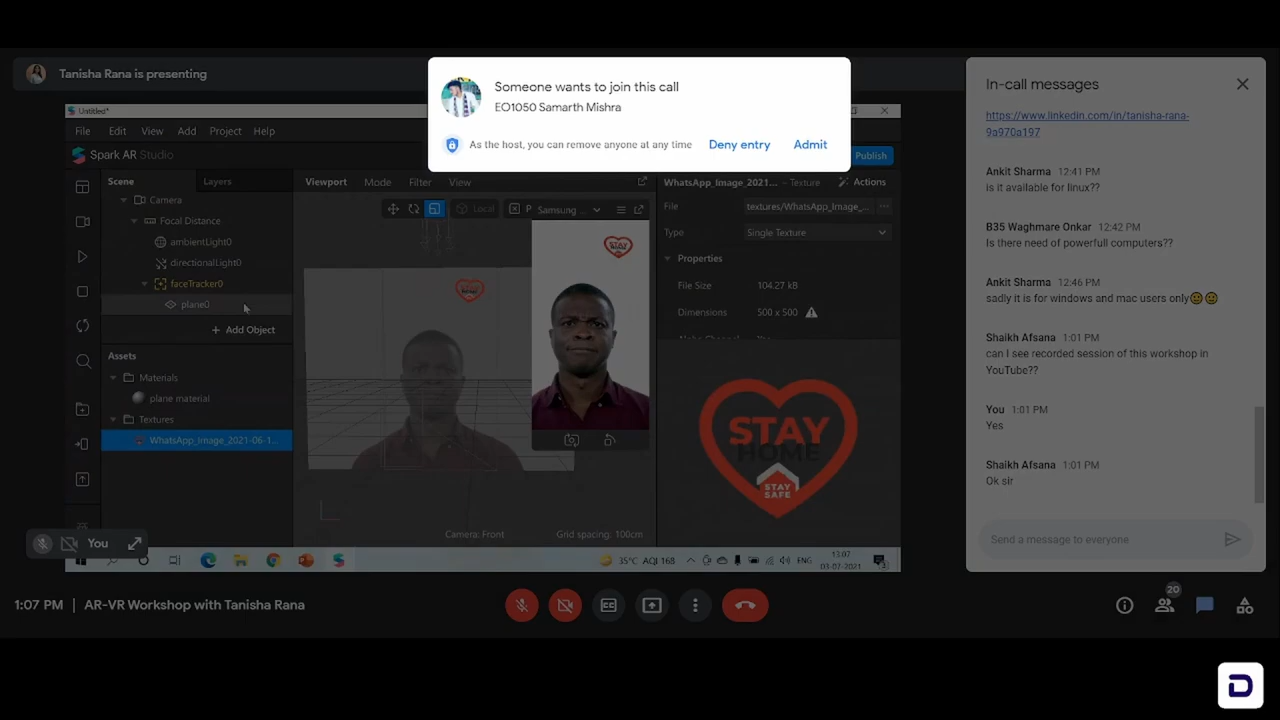 Tanisha Rana is presenting
Someone wants to join this call
EO1050 Samarth Mishra
As the host, you can remove anyone at any time
Deny entry
Admit
Untitled*
File Edit View Add Project Help
Spark AR Studio
Publish
Scene Layers
Camera
Focal Distance
ambientLight0
directionalLight0
faceTracker0
plane0
Add Object
Assets
Materials
plane material
Textures
WhatsApp_Image_2021-06-1...
Viewport Mode Filter View
Local
P Samsung ...
STAY
Camera: Front
Grid spacing: 100cm
WhatsApp_Image_2021... – Texture
Actions
File textures/WhatsApp_Image_...
Type Single Texture
Properties
File Size 104.27 kB
Dimensions 500 x 500
STAY
HOME
STAY
SAFE
35°C AQI 168
ENG
13:07
03-07-2021
You
In-call messages
https://www.linkedin.com/in/tanisha-rana-
9a970a197
Ankit Sharma 12:41 PM
is it available for linux??
B35 Waghmare Onkar 12:42 PM
Is there need of powerfull computers??
Ankit Sharma 12:46 PM
sadly it is for windows and mac users only😕😕
Shaikh Afsana 1:01 PM
can I see recorded session of this workshop in
YouTube??
You 1:01 PM
Yes
Shaikh Afsana 1:01 PM
Ok sir
Send a message to everyone
1:07 PM | AR-VR Workshop with Tanisha Rana
20